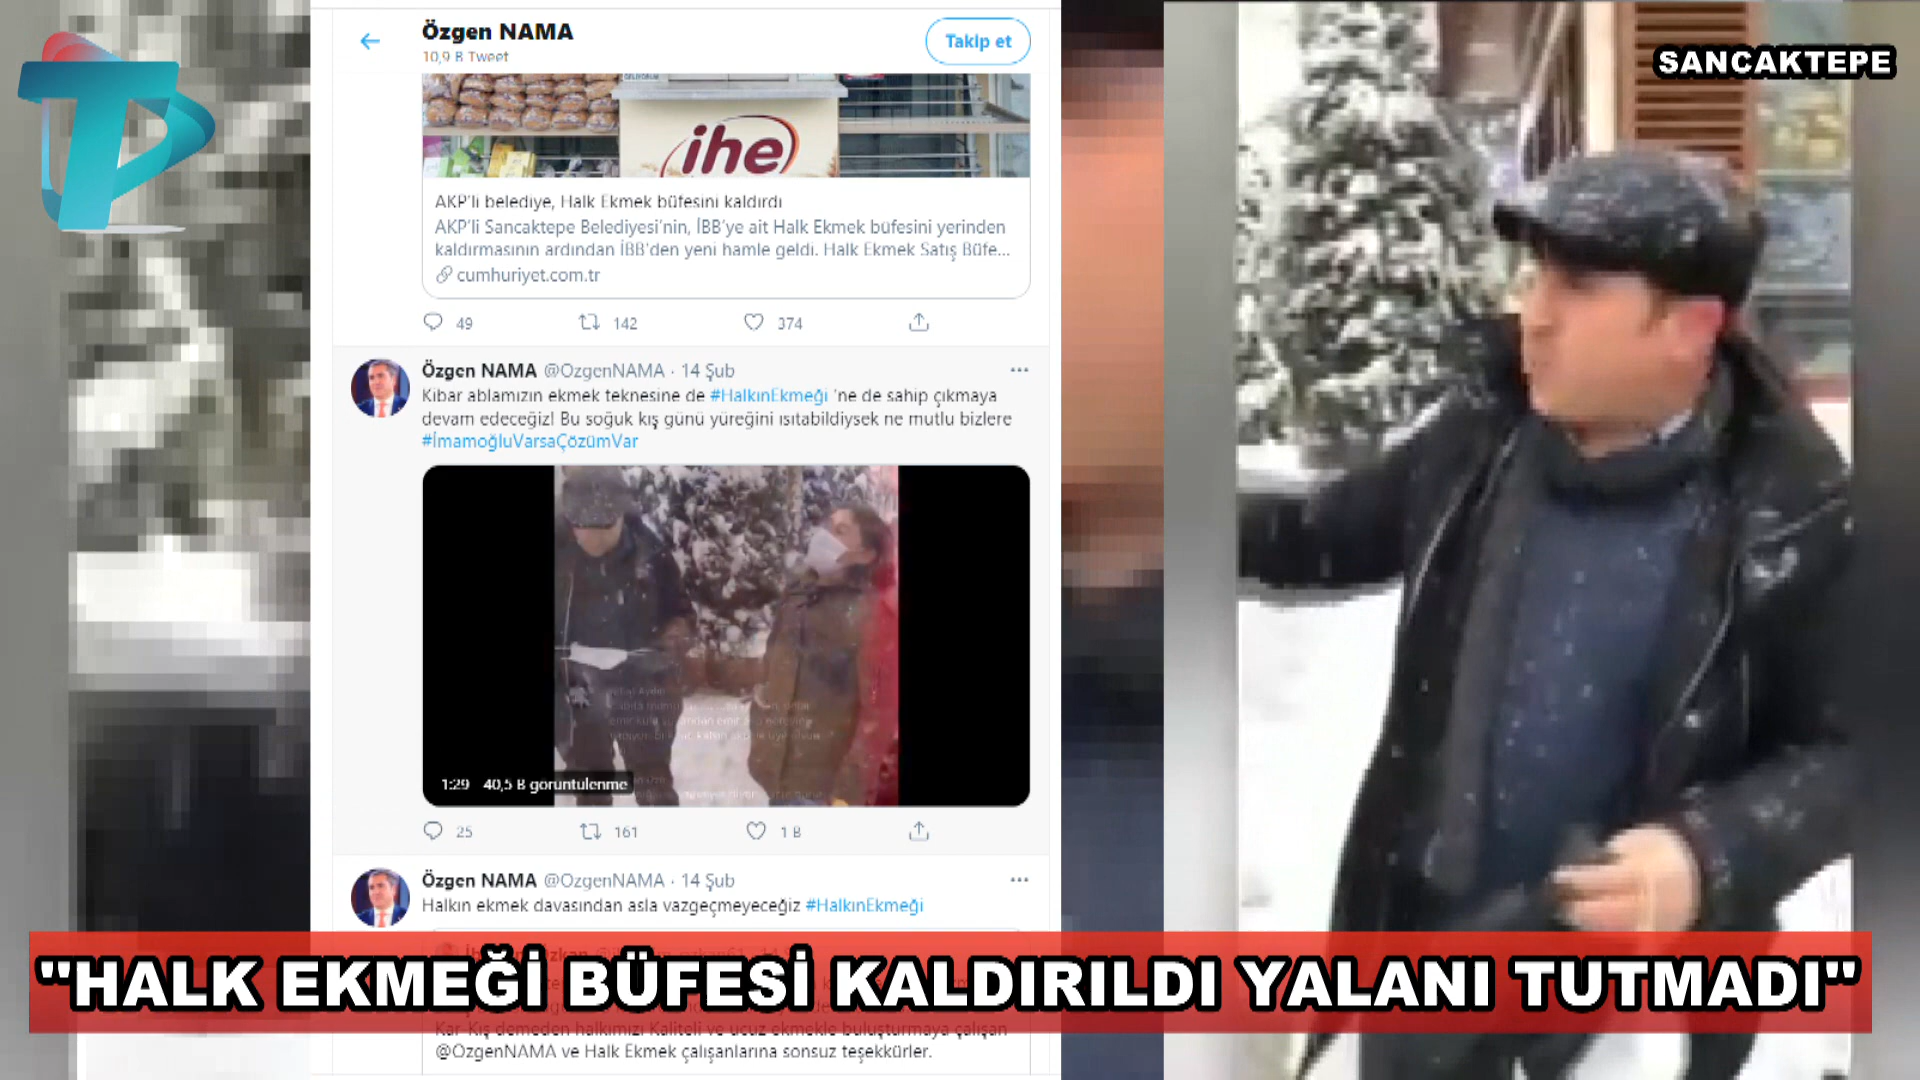 Özgen NAMA
10,9 B Tweet
Takip et
SANCAKTEPE
TP
ihe
AKP'li belediye, Halk Ekmek büfesini kaldırdı
AKP'li Sancaktepe Belediyesi'nin, İBB'ye ait Halk Ekmek büfesini yerinden
kaldırmasının ardından İBB'den yeni hamle geldi. Halk Ekmek Satış Büfe...
cumhuriyet.com.tr
49 142 374
Özgen NAMA @OzgenNAMA · 14 Şub
Kibar ablamızın ekmek teknesine de #HalkınEkmeği 'ne de sahip çıkmaya
devam edeceğiz! Bu soğuk kış günü yüreğini ısıtabildiysek ne mutlu bizlere
#İmamoğluVarsaÇözümVar
1:29 40,5 B görüntülenme
25 161 1 B
Özgen NAMA @OzgenNAMA · 14 Şub
Halkın ekmek davasından asla vazgeçmeyeceğiz #HalkınEkmeği
"HALK EKMEĞİ BÜFESİ KALDIRILDI YALANI TUTMADI"
Kar-Kış demeden halkımızı Kaliteli ve ucuz ekmekle buluşturmaya çalışan
@OzgenNAMA ve Halk Ekmek çalışanlarına sonsuz teşekkürler.